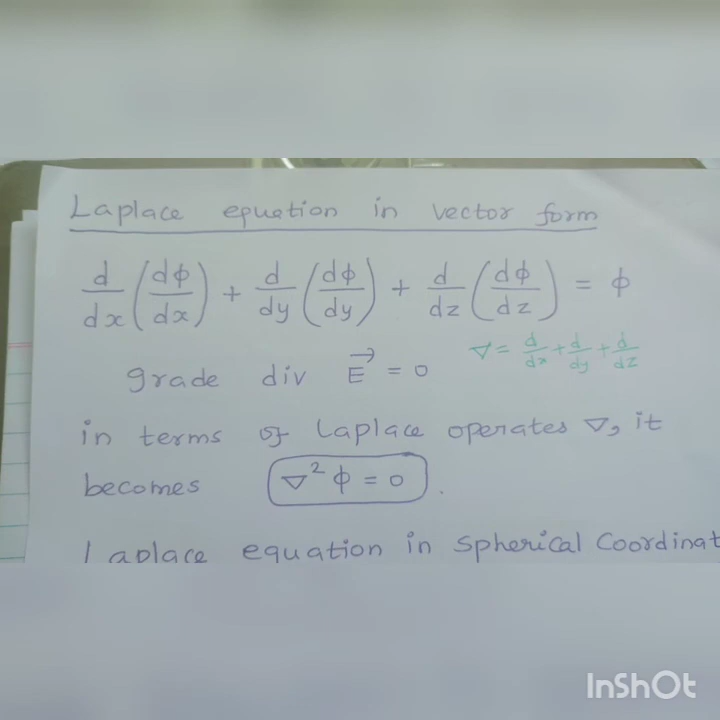 Laplace equation in vector form
d/dx (dϕ/dx) + d/dy (dϕ/dy) + d/dz (dϕ/dz) = ϕ
∇ = d/dx + d/dy + d/dz
grade div E⃗ = 0
in terms of Laplace operates ∇, it
becomes ∇²ϕ = 0.
Laplace equation in Spherical Coordinat
InShOt